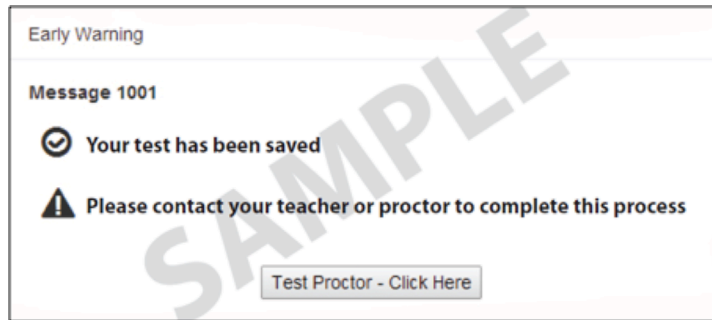 Early Warning
Message 1001
Your test has been saved
Please contact your teacher or proctor to complete this process
Test Proctor - Click Here
SAMPLE